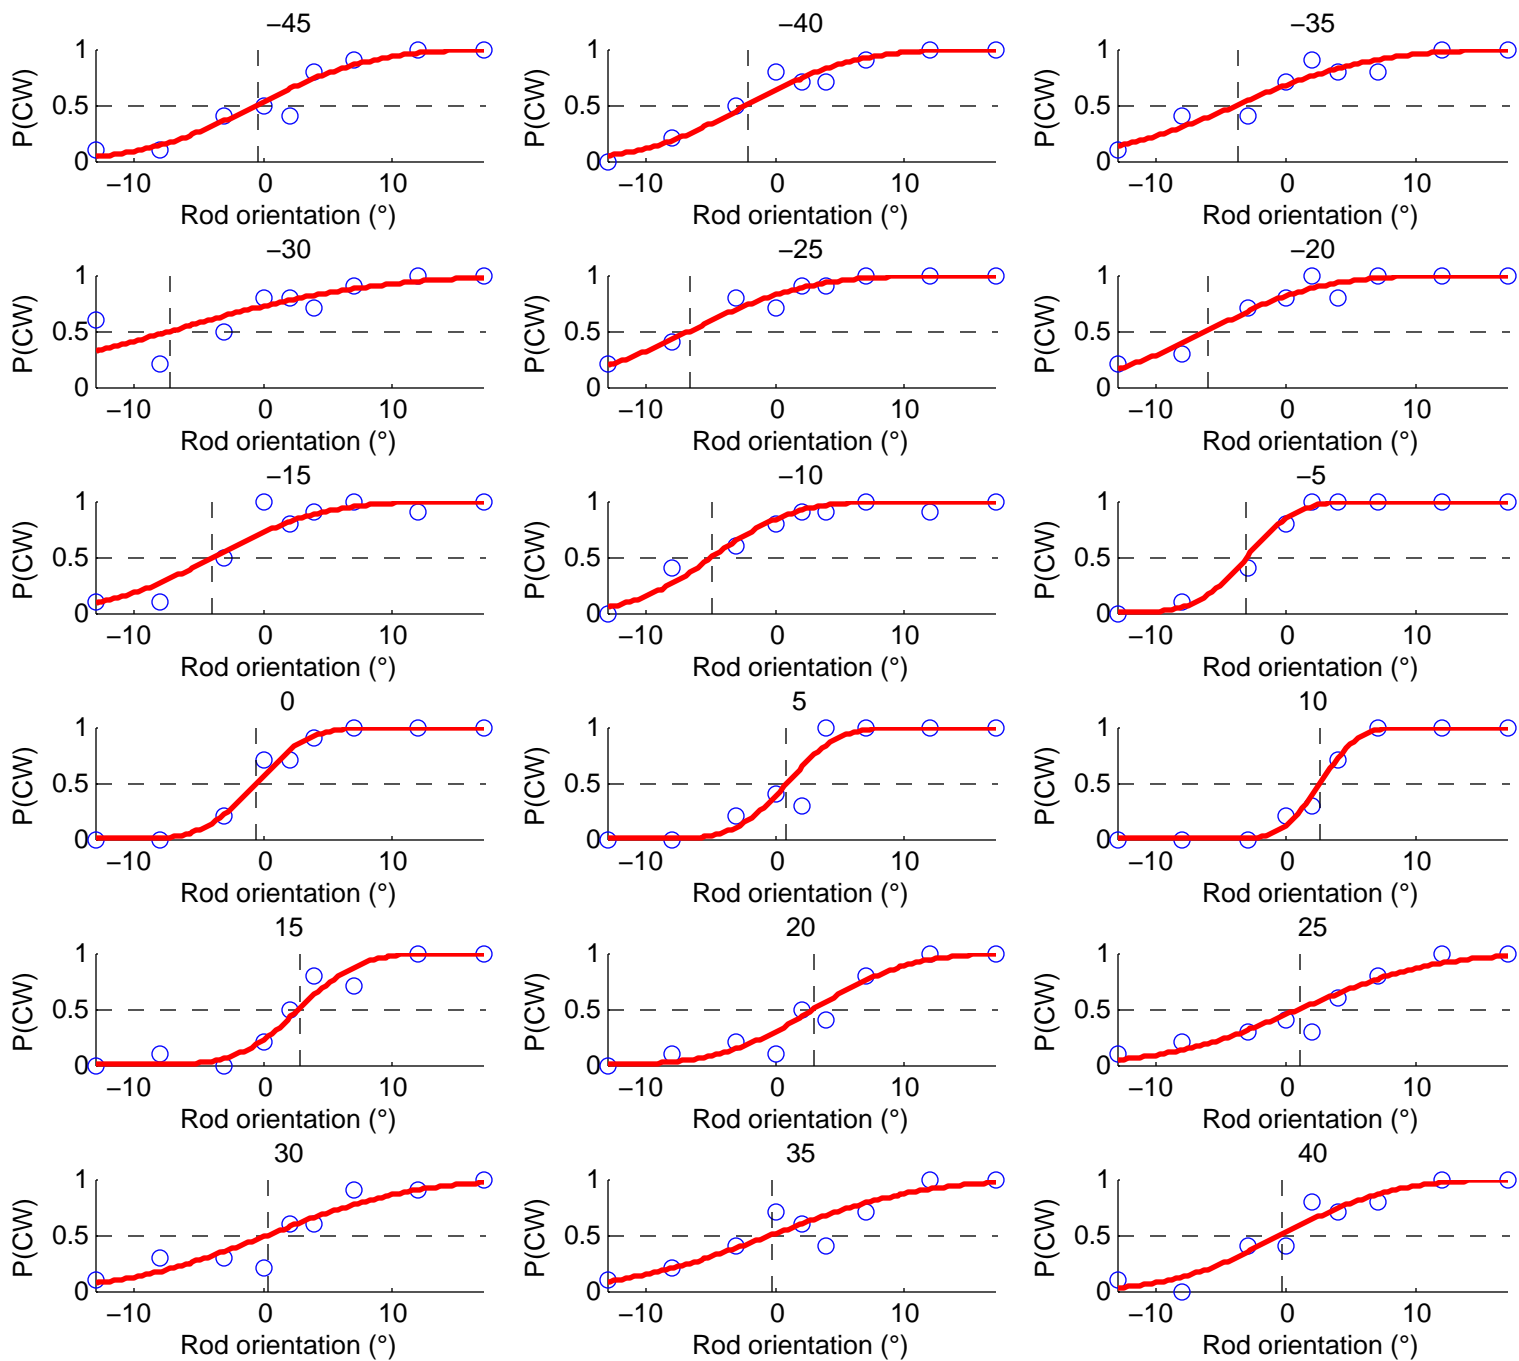 −45 −40 −35
P(CW) 1 0.5 0 P(CW) 1 0.5 0 P(CW) 1 0.5 0
−10 0 10 −10 0 10 −10 0 10
Rod orientation (°) Rod orientation (°) Rod orientation (°)
−30 −25 −20
P(CW) 1 0.5 0 P(CW) 1 0.5 0 P(CW) 1 0.5 0
−10 0 10 −10 0 10 −10 0 10
Rod orientation (°) Rod orientation (°) Rod orientation (°)
−15 −10 −5
P(CW) 1 0.5 0 P(CW) 1 0.5 0 P(CW) 1 0.5 0
−10 0 10 −10 0 10 −10 0 10
Rod orientation (°) Rod orientation (°) Rod orientation (°)
0 5 10
P(CW) 1 0.5 0 P(CW) 1 0.5 0 P(CW) 1 0.5 0
−10 0 10 −10 0 10 −10 0 10
Rod orientation (°) Rod orientation (°) Rod orientation (°)
15 20 25
P(CW) 1 0.5 0 P(CW) 1 0.5 0 P(CW) 1 0.5 0
−10 0 10 −10 0 10 −10 0 10
Rod orientation (°) Rod orientation (°) Rod orientation (°)
30 35 40
P(CW) 1 0.5 0 P(CW) 1 0.5 0 P(CW) 1 0.5 0
−10 0 10 −10 0 10 −10 0 10
Rod orientation (°) Rod orientation (°) Rod orientation (°)